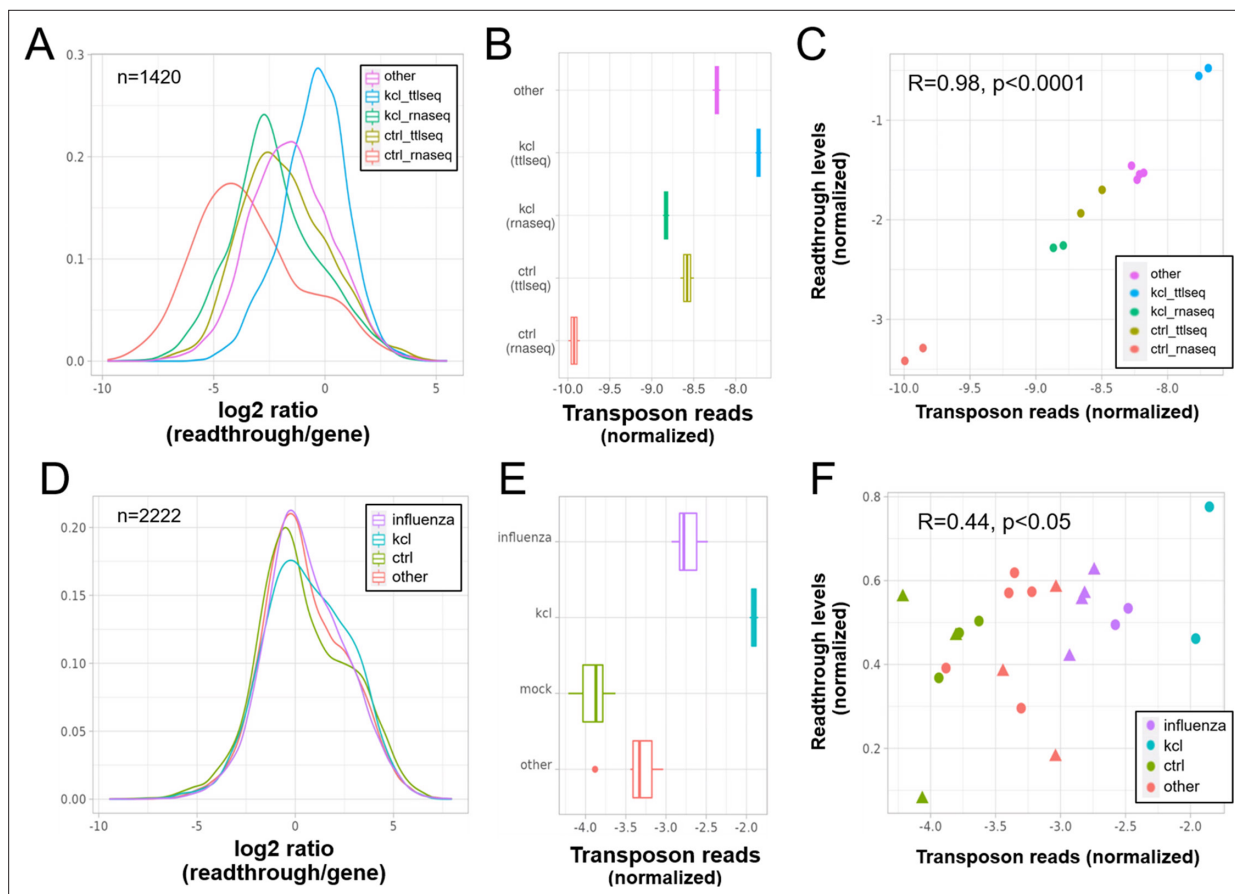 A
n=1420
other
kcl_ttlseq
kcl_rnaseq
ctrl_ttlseq
ctrl_rnaseq
0.3
0.2
0.1
0.0
-10
-5
0
5
log2 ratio
(readthrough/gene)
B
other
kcl
(ttlseq)
kcl
(rnaseq)
ctrl
(ttlseq)
ctrl
(rnaseq)
-10.0
-9.5
-9.0
-8.5
-8.0
Transposon reads
(normalized)
C
R=0.98, p<0.0001
Readthrough levels
(normalized)
-1
-2
-3
other
kcl_ttlseq
kcl_rnaseq
ctrl_ttlseq
ctrl_rnaseq
-10.0
-9.5
-9.0
-8.5
-8.0
Transposon reads (normalized)
D
n=2222
influenza
kcl
ctrl
other
0.20
0.15
0.10
0.05
0.00
-10
-5
0
5
log2 ratio
(readthrough/gene)
E
influenza
kcl
mock
other
-4.0
-3.5
-3.0
-2.5
-2.0
Transposon reads
(normalized)
F
R=0.44, p<0.05
Readthrough levels
(normalized)
0.8
0.6
0.4
0.2
influenza
kcl
ctrl
other
-4.0
-3.5
-3.0
-2.5
-2.0
Transposon reads (normalized)